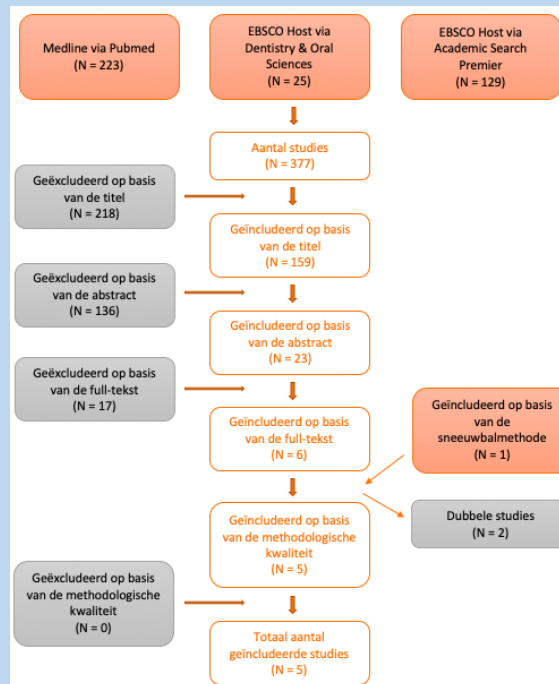 Medline via Pubmed
(N = 223)
EBSCO Host via
Dentistry & Oral
Sciences
(N = 25)
EBSCO Host via
Academic Search
Premier
(N = 129)
Aantal studies
(N = 377)
Geëxcludeerd op basis
van de titel
(N = 218)
Geïncludeerd op basis
van de titel
(N = 159)
Geëxcludeerd op basis
van de abstract
(N = 136)
Geïncludeerd op basis
van de abstract
(N = 23)
Geëxcludeerd op basis
van de full-tekst
(N = 17)
Geïncludeerd op basis
van de full-tekst
(N = 6)
Geïncludeerd op basis
van de
sneeuwbalmethode
(N = 1)
Dubbele studies
(N = 2)
Geïncludeerd op basis
van de methodologische
kwaliteit
(N = 5)
Geëxcludeerd op basis
van de methodologische
kwaliteit
(N = 0)
Totaal aantal
geïncludeerde studies
(N = 5)